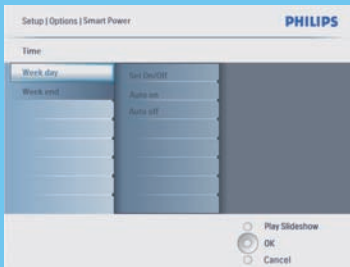 Setup | Options | Smart Power
PHILIPS
Time
Week day
Set On/Off
Week end
Auto on
Auto off
Play Slideshow
OK
Cancel